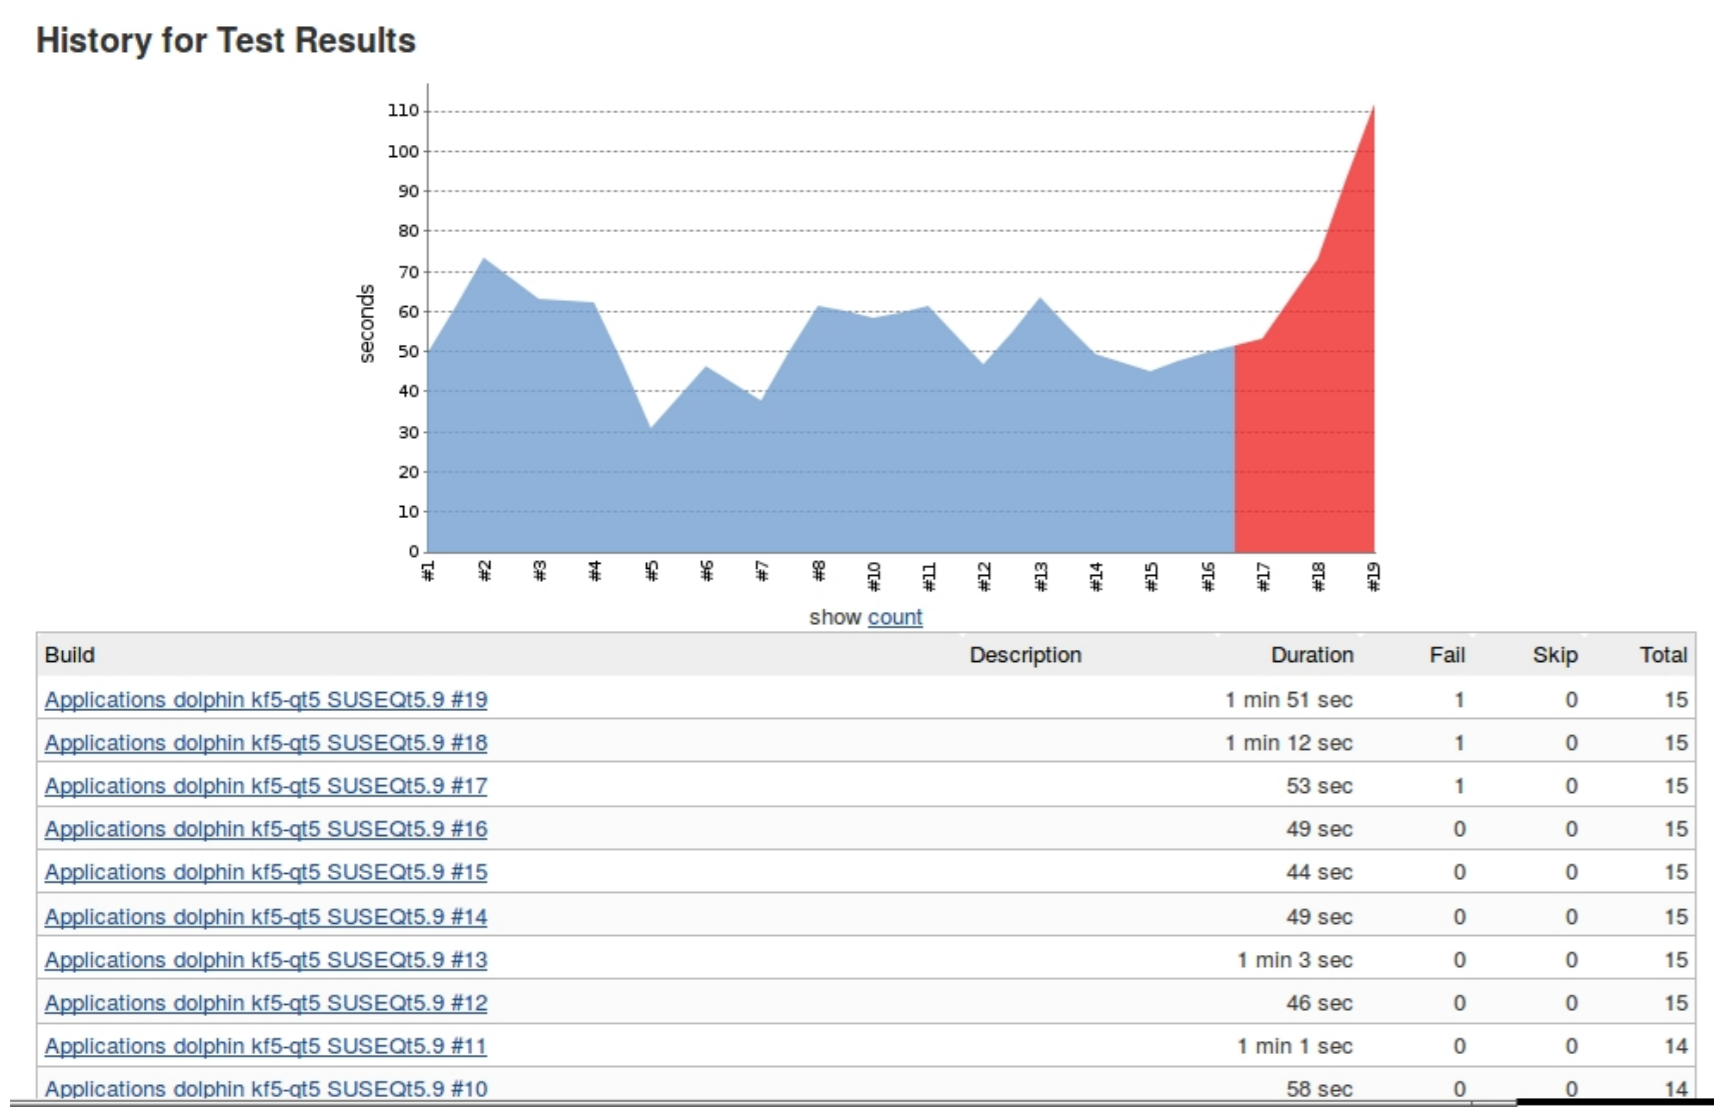 History for Test Results
110
100
90
80
70
60
50
40
30
20
10
0
seconds
#1 #2 #3 #4 #5 #6 #7 #8 #10 #11 #12 #13 #14 #15 #16 #17 #18 #19
show count
Build Description Duration Fail Skip Total
Applications dolphin kf5-qt5 SUSEQt5.9 #19 1 min 51 sec 1 0 15
Applications dolphin kf5-qt5 SUSEQt5.9 #18 1 min 12 sec 1 0 15
Applications dolphin kf5-qt5 SUSEQt5.9 #17 53 sec 1 0 15
Applications dolphin kf5-qt5 SUSEQt5.9 #16 49 sec 0 0 15
Applications dolphin kf5-qt5 SUSEQt5.9 #15 44 sec 0 0 15
Applications dolphin kf5-qt5 SUSEQt5.9 #14 49 sec 0 0 15
Applications dolphin kf5-qt5 SUSEQt5.9 #13 1 min 3 sec 0 0 15
Applications dolphin kf5-qt5 SUSEQt5.9 #12 46 sec 0 0 15
Applications dolphin kf5-qt5 SUSEQt5.9 #11 1 min 1 sec 0 0 14
Applications dolphin kf5-qt5 SUSEQt5.9 #10 58 sec 0 0 14